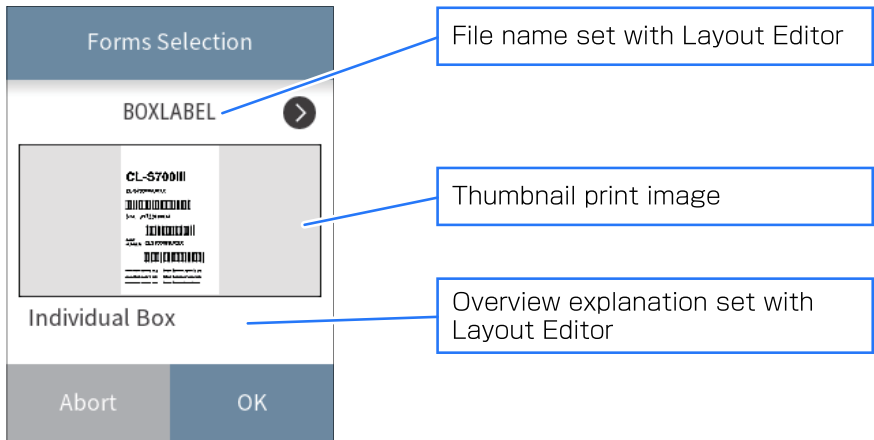 Forms Selection
BOXLABEL
CL-S700III
Individual Box
Abort
OK
File name set with Layout Editor
Thumbnail print image
Overview explanation set with
Layout Editor